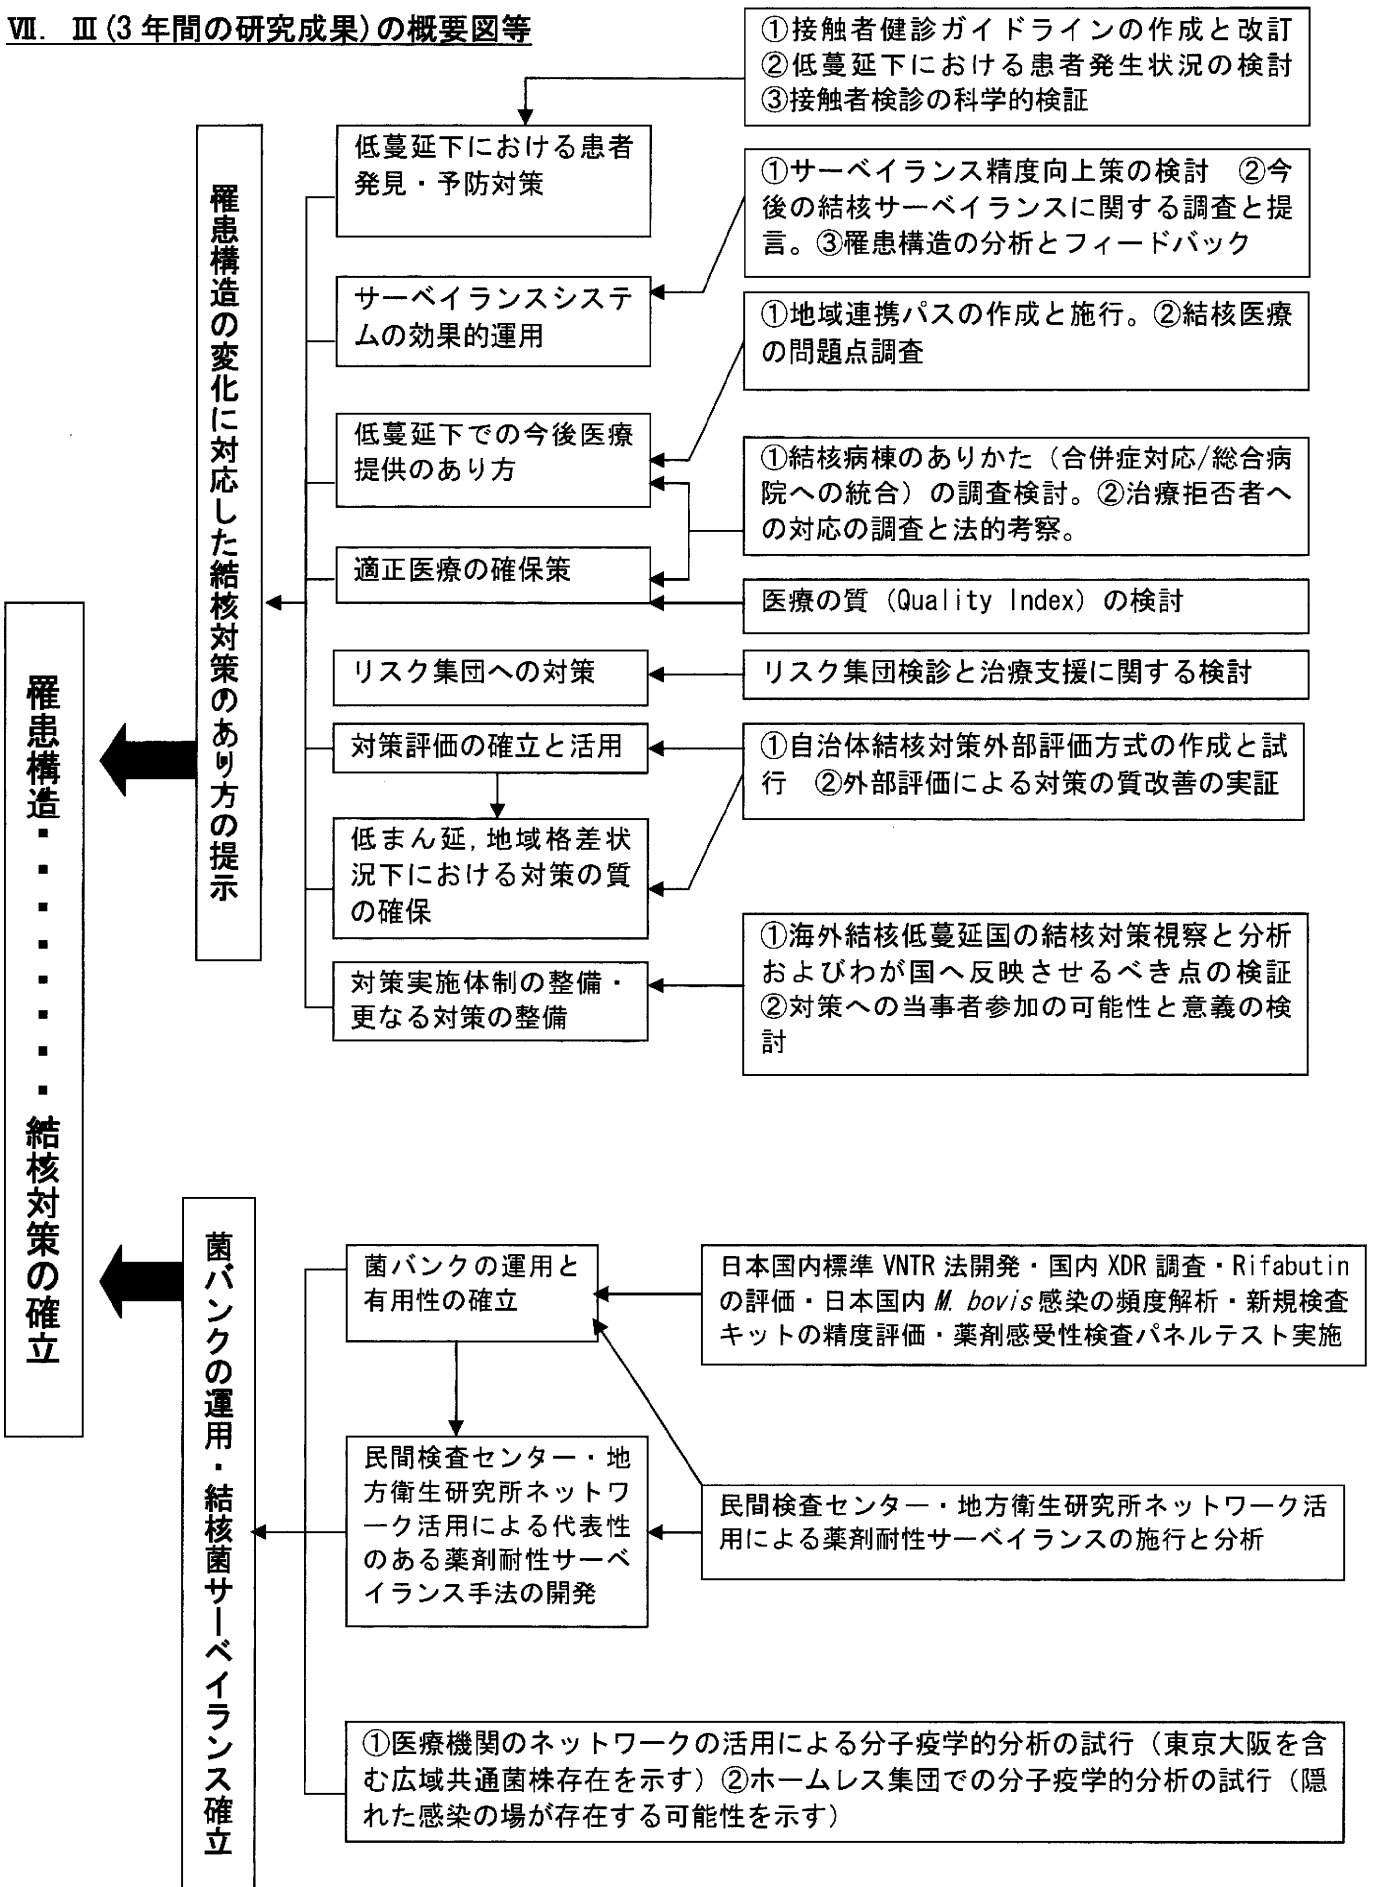 Ⅶ. Ⅲ(3年間の研究成果)の概要図等
①接触者健診ガイドラインの作成と改訂
②低蔓延下における患者発生状況の検討
③接触者検診の科学的検証
低蔓延下における患者
発見・予防対策
①サーベイランス精度向上策の検討　②今
後の結核サーベイランスに関する調査と提
言。③罹患構造の分析とフィードバック
サーベイランスシステ
ムの効果的運用
①地域連携パスの作成と施行。②結核医療
の問題点調査
低蔓延下での今後医療
提供のあり方
①結核病棟のありかた（合併症対応/総合病
院への統合）の調査検討。②治療拒否者へ
の対応の調査と法的考察。
適正医療の確保策
医療の質（Quality Index）の検討
リスク集団への対策
リスク集団検診と治療支援に関する検討
対策評価の確立と活用
①自治体結核対策外部評価方式の作成と試
行　②外部評価による対策の質改善の実証
低まん延,地域格差状
況下における対策の質
の確保
①海外結核低蔓延国の結核対策視察と分析
およびわが国へ反映させるべき点の検証
②対策への当事者参加の可能性と意義の検
討
対策実施体制の整備・
更なる対策の整備
罹患構造の変化に対応した結核対策のあり方の提示
罹患構造・・・・・・・・結核対策の確立
菌バンクの運用・結核菌サーベイランス確立
菌バンクの運用と
有用性の確立
日本国内標準 VNTR 法開発・国内 XDR 調査・Rifabutin
の評価・日本国内 M. bovis 感染の頻度解析・新規検査
キットの精度評価・薬剤感受性検査パネルテスト実施
民間検査センター・地
方衛生研究所ネットワ
ーク活用による代表性
のある薬剤耐性サーベ
イランス手法の開発
民間検査センター・地方衛生研究所ネットワーク活
用による薬剤耐性サーベイランスの施行と分析
①医療機関のネットワークの活用による分子疫学的分析の試行（東京大阪を含
む広域共通菌株存在を示す）②ホームレス集団での分子疫学的分析の試行（隠
れた感染の場が存在する可能性を示す）